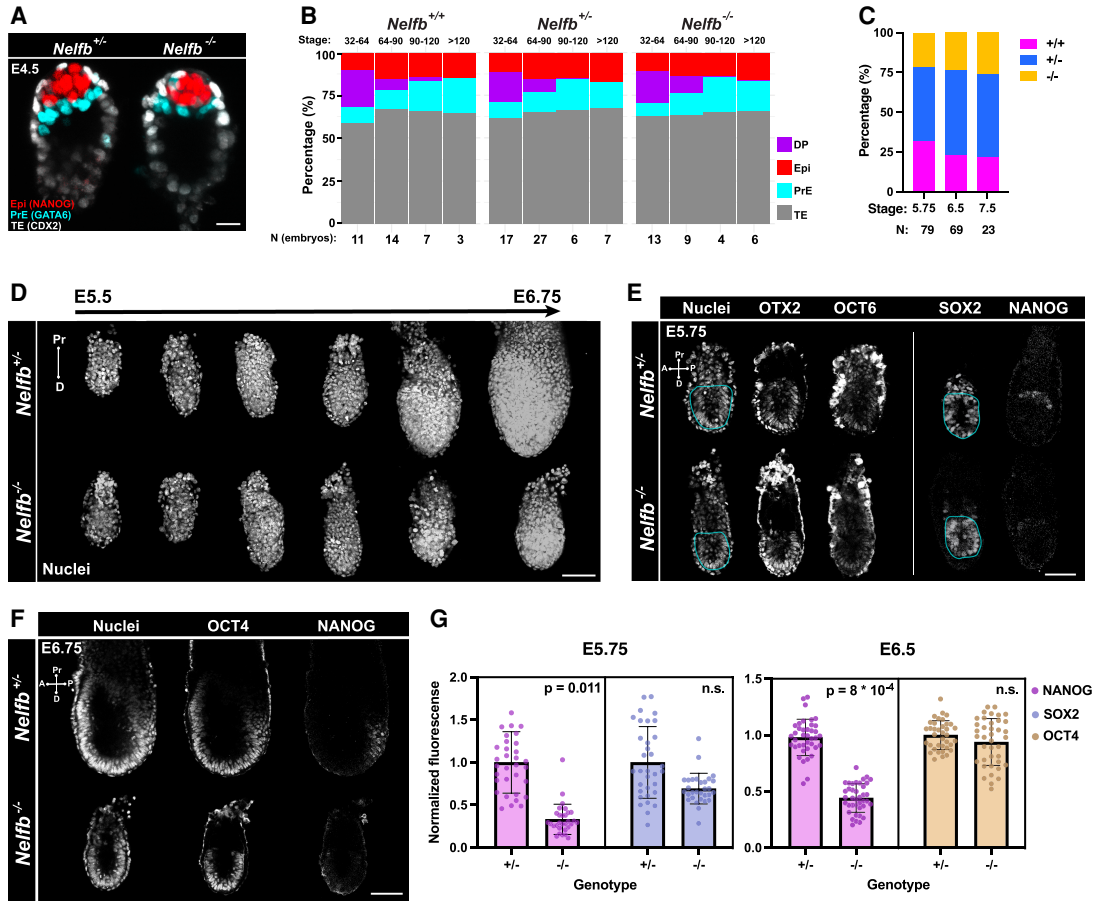 A
Nelfb+/-
Nelfb-/-
E4.5
Epi (NANOG)
PrE (GATA6)
TE (CDX2)
B
Nelfb+/+
Nelfb+/-
Nelfb-/-
Stage: 32-64 64-90 90-120 >120 32-64 64-90 90-120 >120 32-64 64-90 90-120 >120
Percentage (%)
100
75
50
25
0
DP
Epi
PrE
TE
N (embryos): 11 14 7 3 17 27 6 7 13 9 4 6
C
Percentage (%)
100
75
50
25
0
+/+
+/-
-/-
Stage: 5.75 6.5 7.5
N: 79 69 23
D
E5.5
E6.75
Nelfb+/-
Nelfb-/-
Pr
D
Nuclei
E
Nuclei OTX2 OCT6 SOX2 NANOG
Nelfb+/-
Nelfb-/-
E5.75
Pr
A P
D
F
Nuclei OCT4 NANOG
Nelfb+/-
Nelfb-/-
E6.75
Pr
A P
D
G
E5.75
Normalized fluorescense
2.0
1.5
1.0
0.5
0.0
p = 0.011
n.s.
+/- -/- +/- -/-
Genotype
E6.5
1.5
1.0
0.5
0.0
p = 8 * 10-4
n.s.
+/- -/- +/- -/-
Genotype
NANOG
SOX2
OCT4